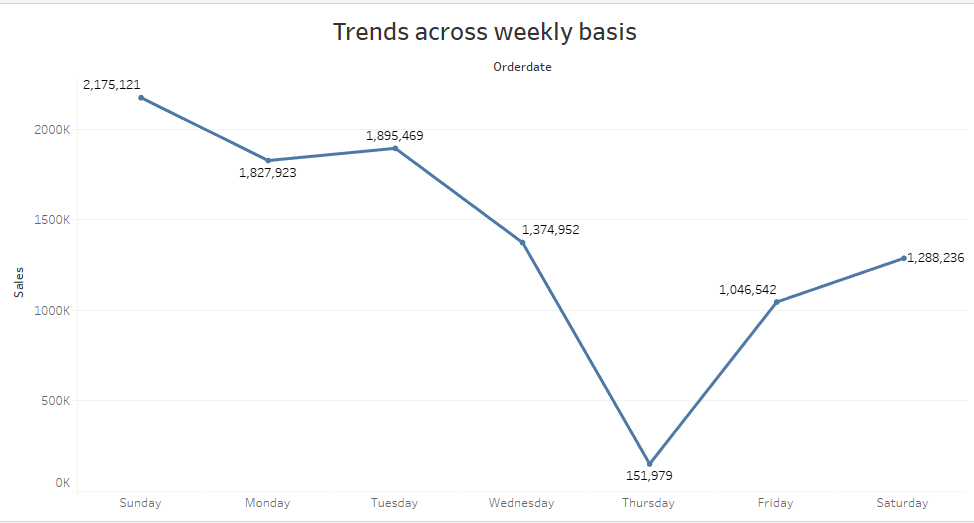 Trends across weekly basis
Orderdate
2,175,121
2000K
1,895,469
1,827,923
1500K
1,374,952
Sales
1,288,236
1,046,542
1000K
500K
151,979
0K
Sunday Monday Tuesday Wednesday Thursday Friday Saturday